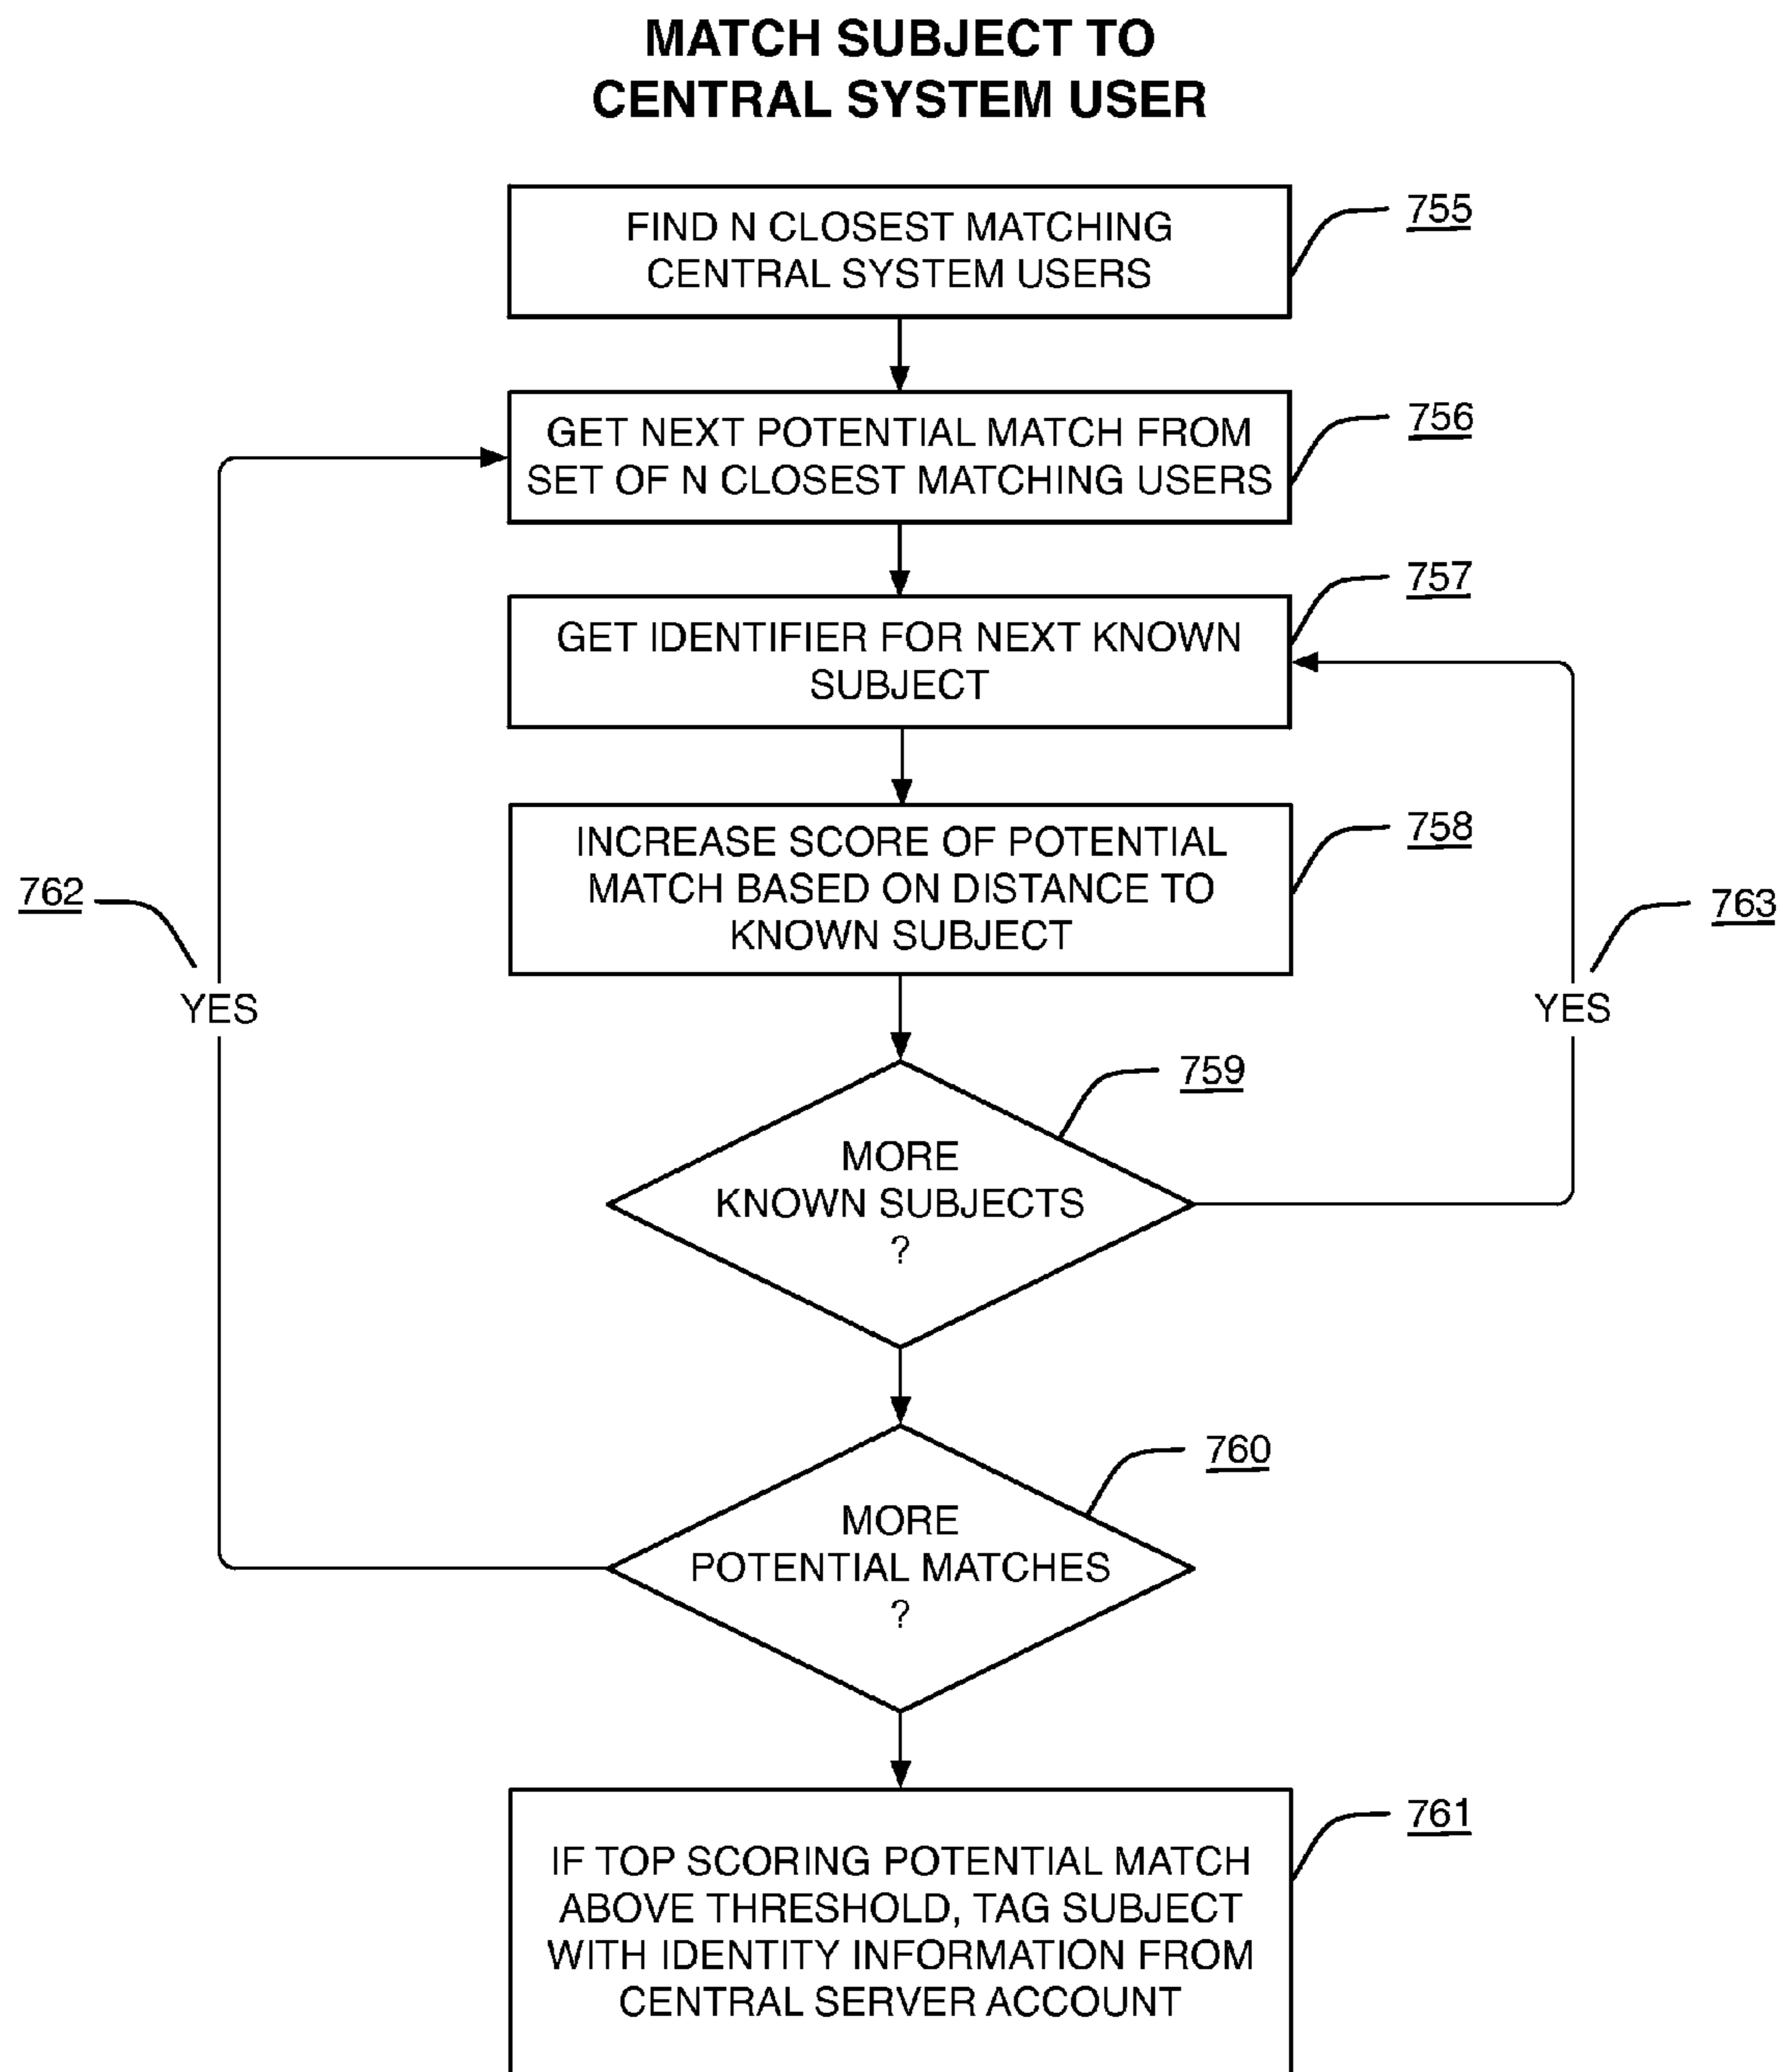 MATCH SUBJECT TO
CENTRAL SYSTEM USER
FIND N CLOSEST MATCHING
CENTRAL SYSTEM USERS
755
GET NEXT POTENTIAL MATCH FROM
SET OF N CLOSEST MATCHING USERS
756
GET IDENTIFIER FOR NEXT KNOWN
SUBJECT
757
INCREASE SCORE OF POTENTIAL
MATCH BASED ON DISTANCE TO
KNOWN SUBJECT
758
762
YES
763
YES
MORE
KNOWN SUBJECTS
?
759
MORE
POTENTIAL MATCHES
?
760
IF TOP SCORING POTENTIAL MATCH
ABOVE THRESHOLD, TAG SUBJECT
WITH IDENTITY INFORMATION FROM
CENTRAL SERVER ACCOUNT
761